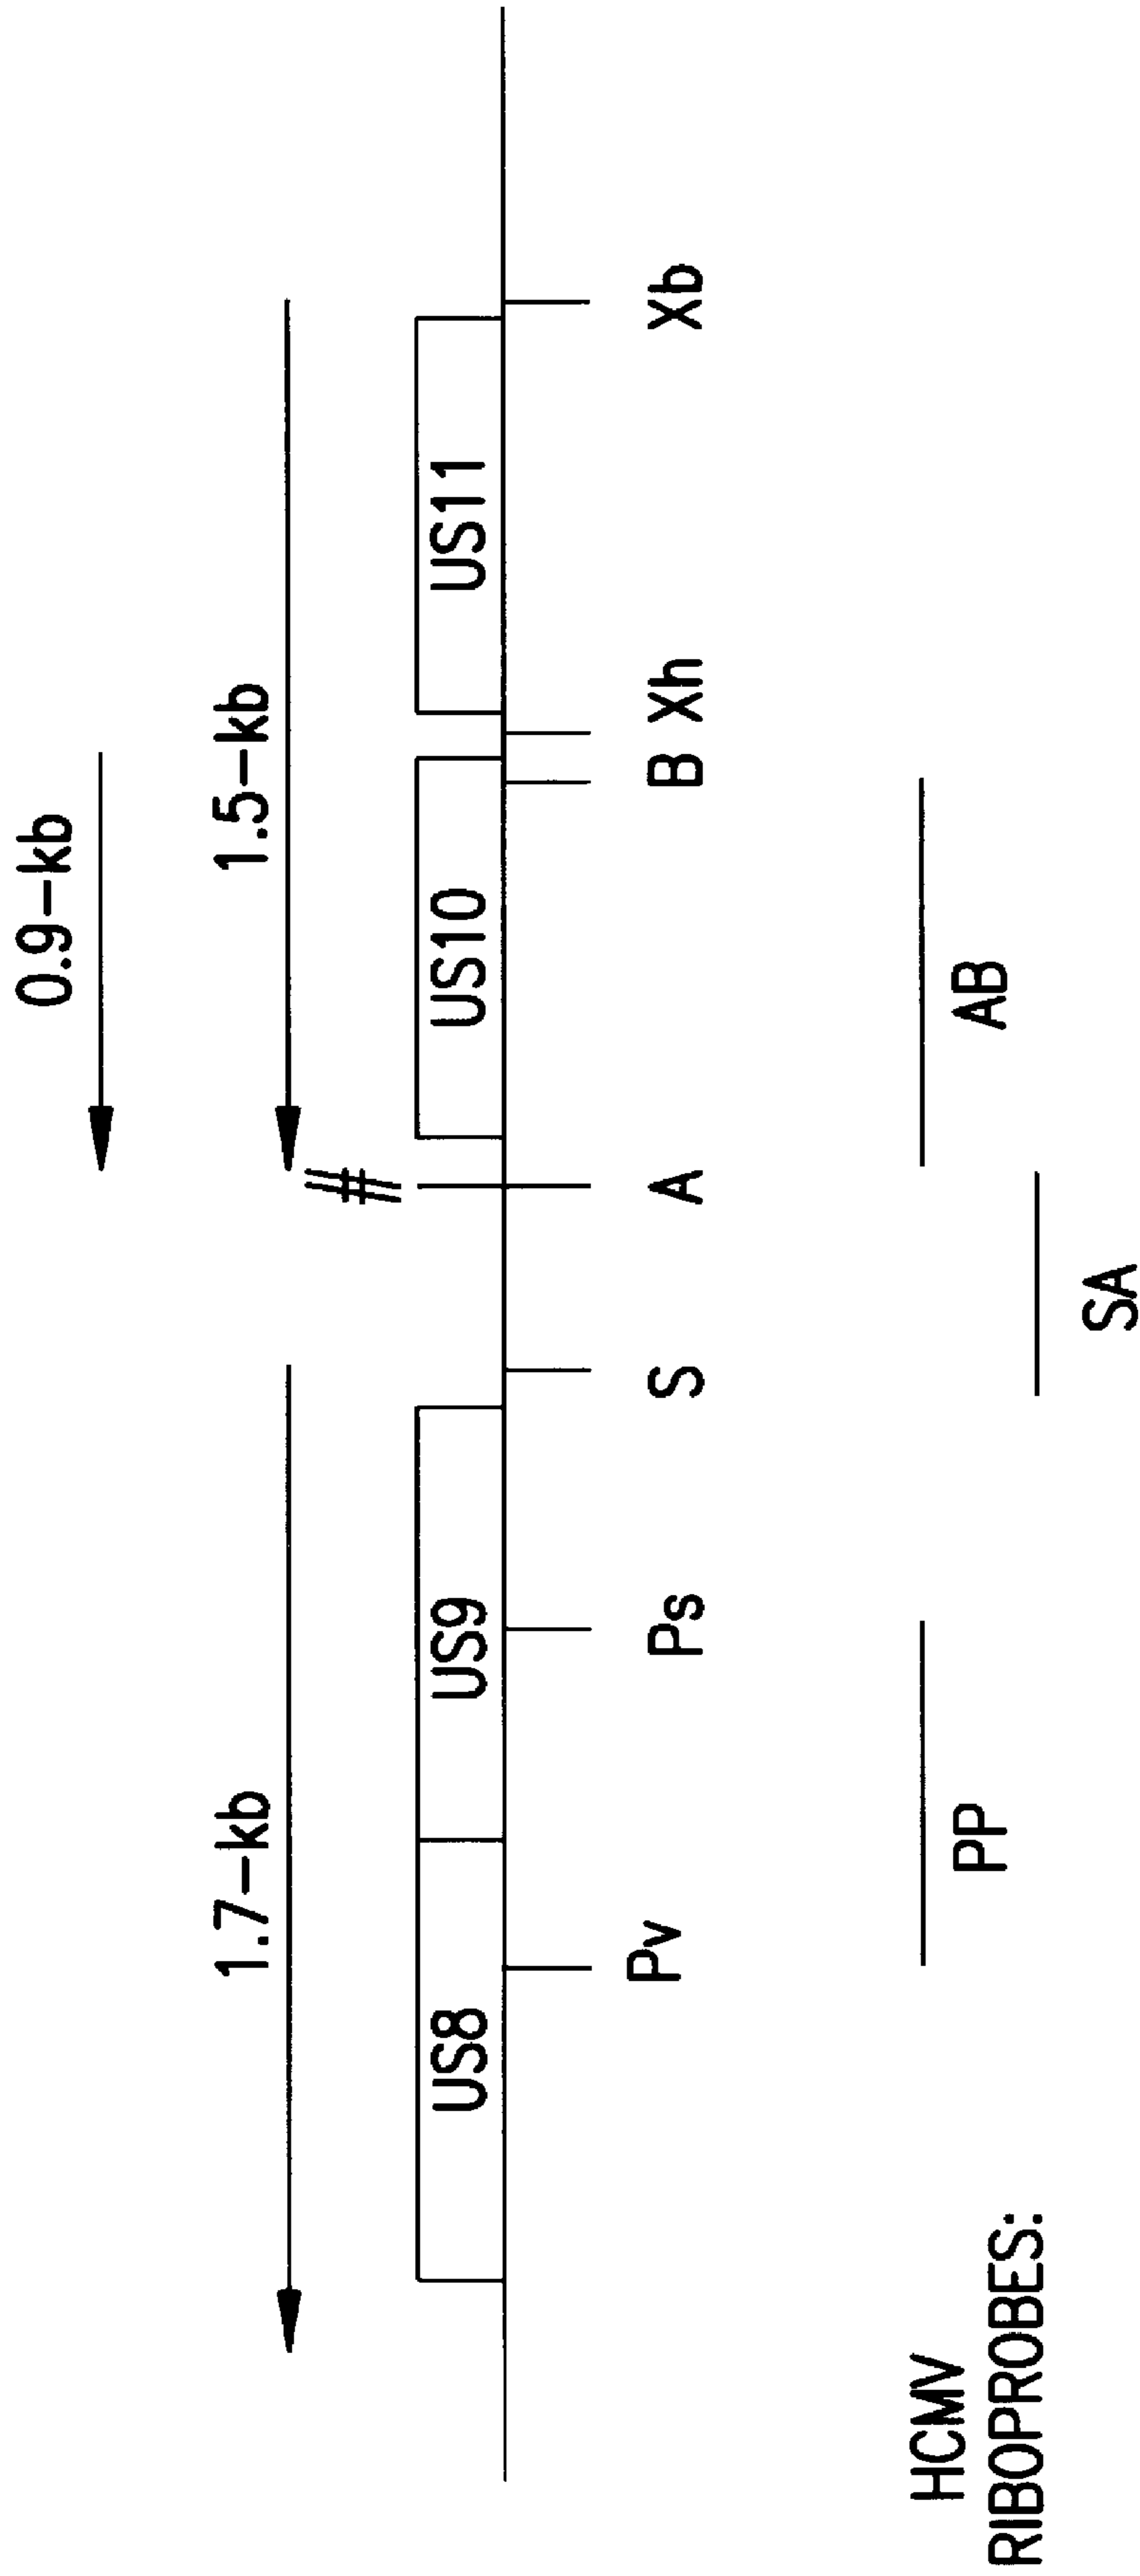 0.9-kb
1.7-kb 1.5-kb
#
US8 US9 US10 US11
Pv Ps S A B Xh Xb
HCMV
RIBOPROBES:
PP AB
SA